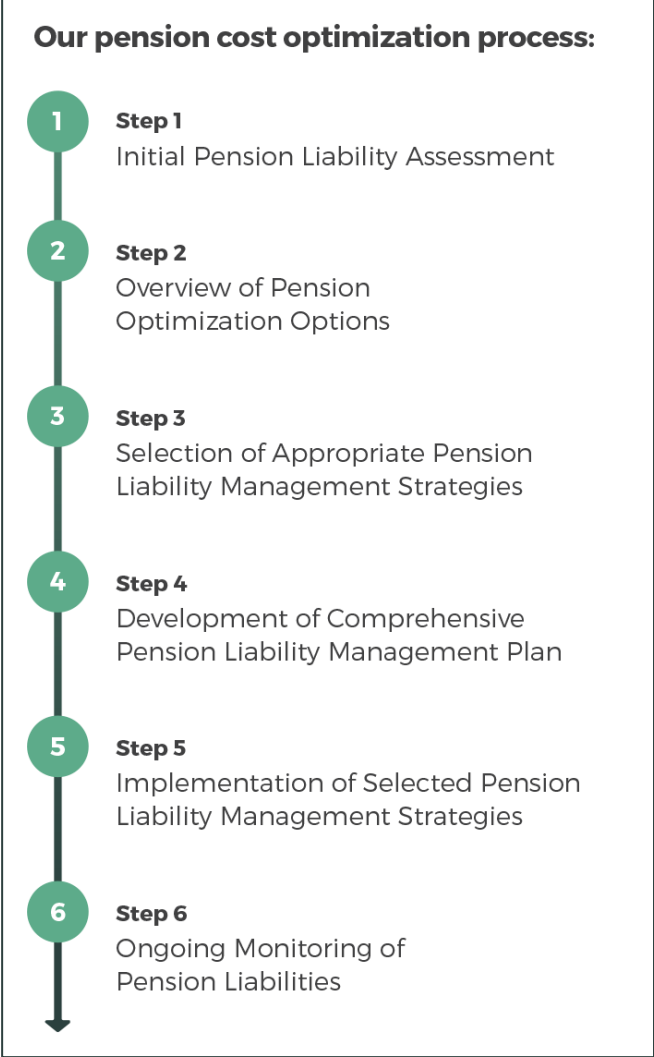 Our pension cost optimization process:
1
Step 1
Initial Pension Liability Assessment
2
Step 2
Overview of Pension
Optimization Options
3
Step 3
Selection of Appropriate Pension
Liability Management Strategies
4
Step 4
Development of Comprehensive
Pension Liability Management Plan
5
Step 5
Implementation of Selected Pension
Liability Management Strategies
6
Step 6
Ongoing Monitoring of
Pension Liabilities